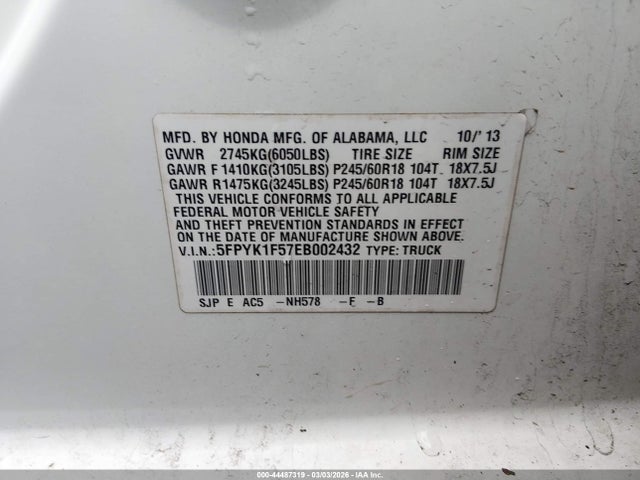 MFD. BY HONDA MFG. OF ALABAMA, LLC 10/'13
GVWR 2745KG(6050LBS) TIRE SIZE RIM SIZE
GAWR F 1410KG(3105LBS) P245/60R18 104T 18X7.5J
GAWR R1475KG(3245LBS) P245/60R18 104T 18X7.5J
THIS VEHICLE CONFORMS TO ALL APPLICABLE
FEDERAL MOTOR VEHICLE SAFETY
AND THEFT PREVENTION STANDARDS IN EFFECT
ON THE DATE OF MANUFACTURE SHOWN ABOVE.
V.I.N.:5FPYK1F57EB002432 TYPE: TRUCK
SJP E AC5 -NH578 -F -B
000-44487319 | 03/03/2026 - IAA Inc.